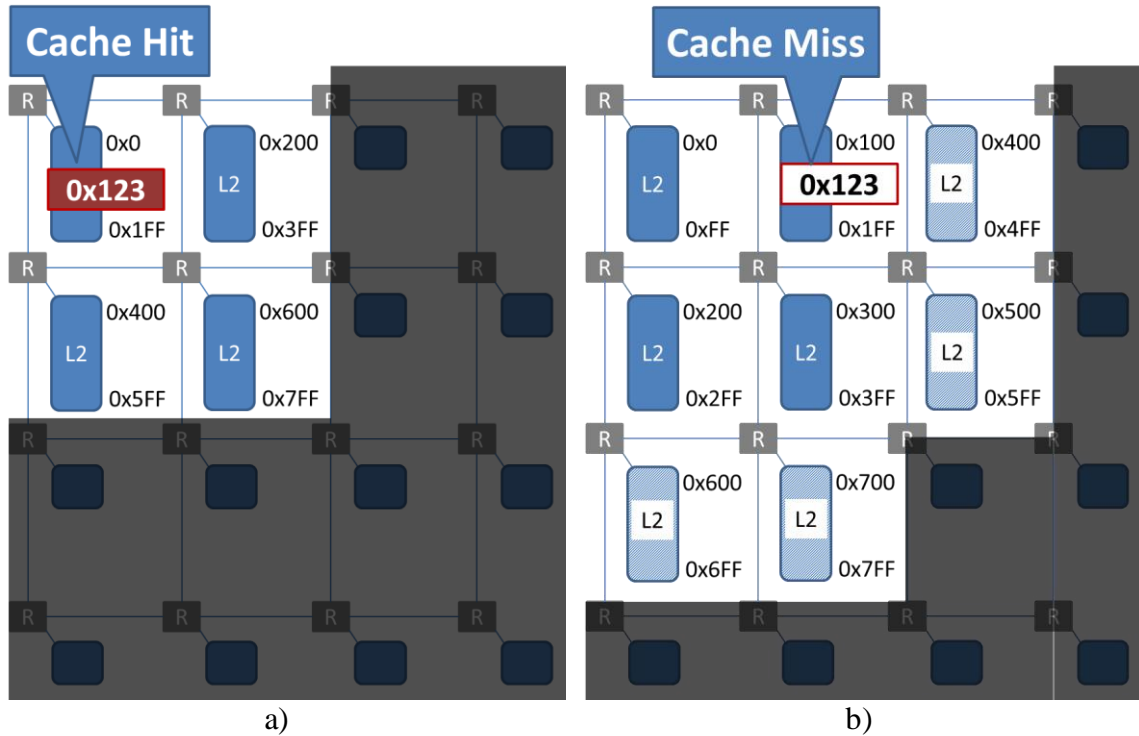 Cache Hit
Cache Miss
R R R R
R R R R
0x0 0x200
0x0 0x100 0x400
0x123 L2
L2 0x123 L2
0x1FF 0x3FF
0xFF 0x1FF 0x4FF
R R R R
R R R R
0x400 0x600
0x200 0x300 0x500
L2 L2
L2 L2 L2
0x5FF 0x7FF
0x2FF 0x3FF 0x5FF
R R R R
R R R R
0x600 0x700
L2 L2
0x6FF 0x7FF
R R R R
R R R R
a) b)